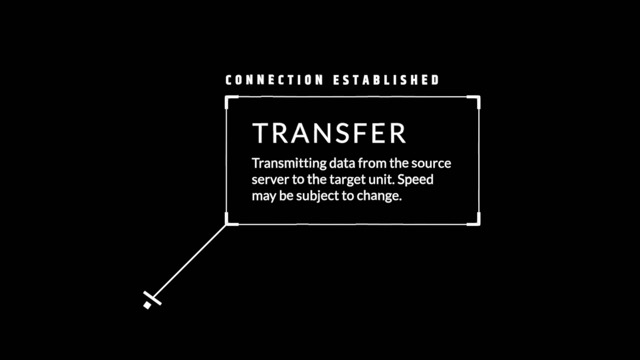 CONNECTION ESTABLISHED
TRANSFER
Transmitting data from the source
server to the target unit. Speed
may be subject to change.